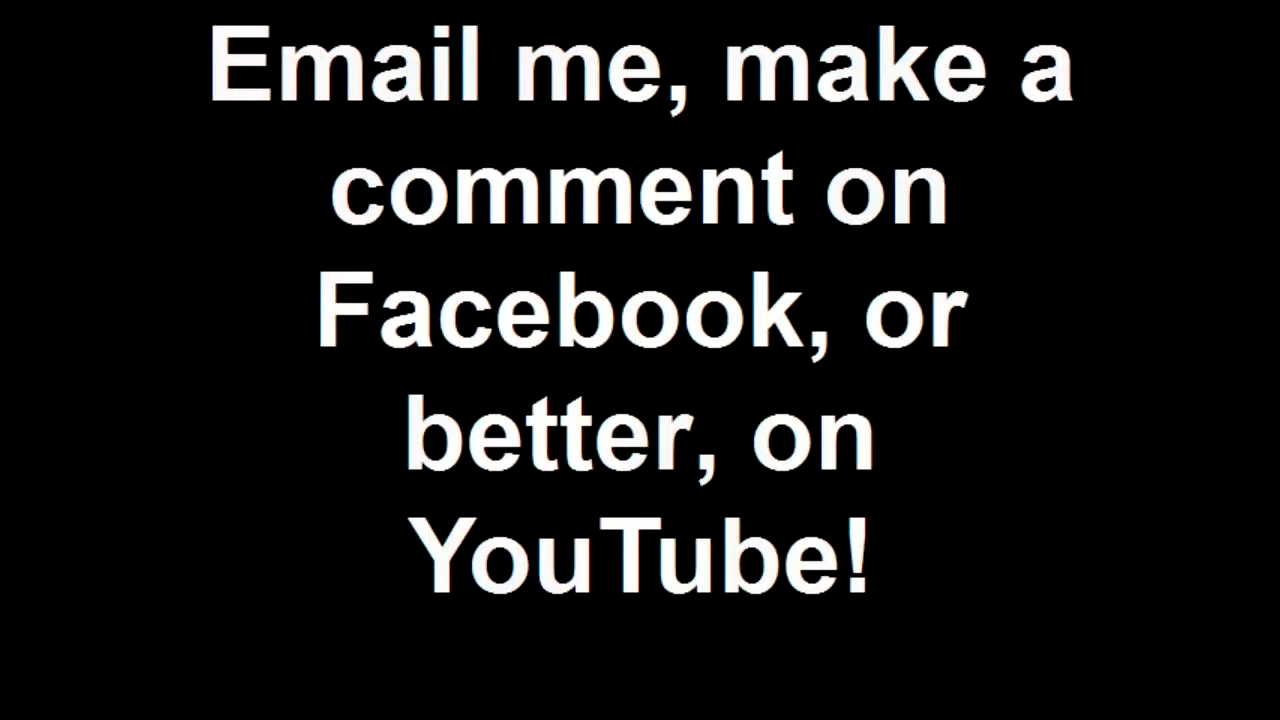 Email me, make a
comment on
Facebook, or
better, on
YouTube!